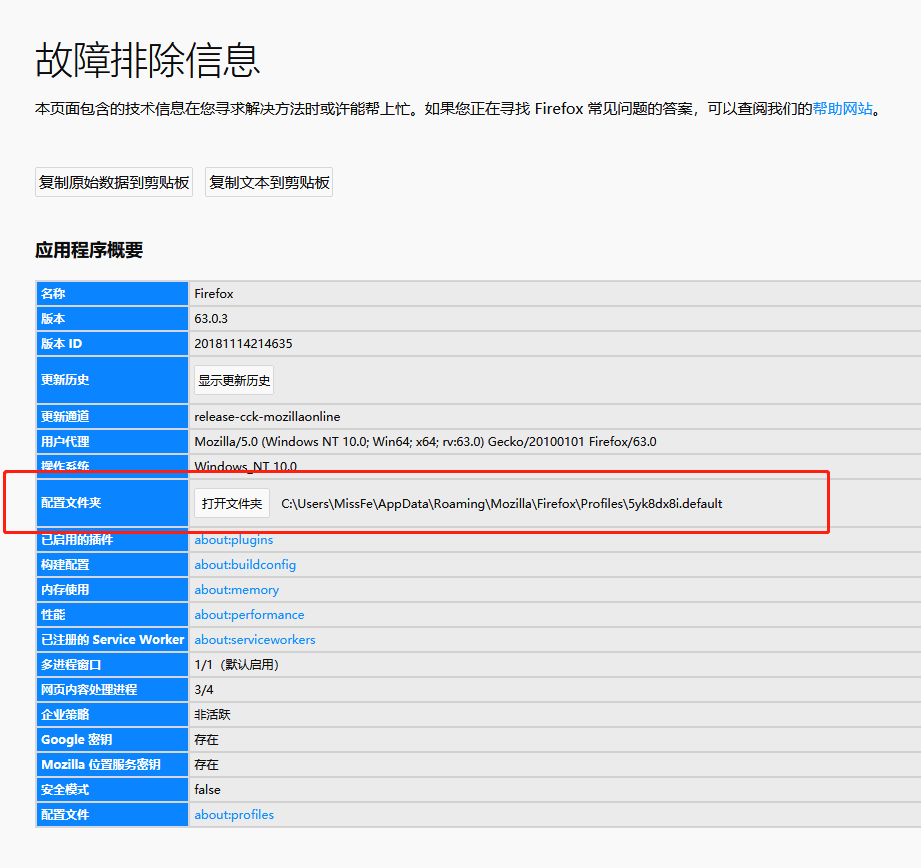 故障排除信息
本页面包含的技术信息在您寻求解决方法时或许能帮上忙。如果您正在寻找 Firefox 常见问题的答案，可以查阅我们的帮助网站。
复制原始数据到剪贴板 复制文本到剪贴板
应用程序概要
名称 Firefox
版本 63.0.3
版本 ID 20181114214635
更新历史 显示更新历史
更新通道 release-cck-mozillaonline
用户代理 Mozilla/5.0 (Windows NT 10.0; Win64; x64; rv:63.0) Gecko/20100101 Firefox/63.0
操作系统 Windows_NT 10.0
配置文件夹 打开文件夹 C:\Users\MissFe\AppData\Roaming\Mozilla\Firefox\Profiles\5yk8dx8i.default
已启用的插件 about:plugins
构建配置 about:buildconfig
内存使用 about:memory
性能 about:performance
已注册的 Service Worker about:serviceworkers
多进程窗口 1/1（默认启用）
网页内容处理进程 3/4
企业策略 非活跃
Google 密钥 存在
Mozilla 位置服务密钥 存在
安全模式 false
配置文件 about:profiles